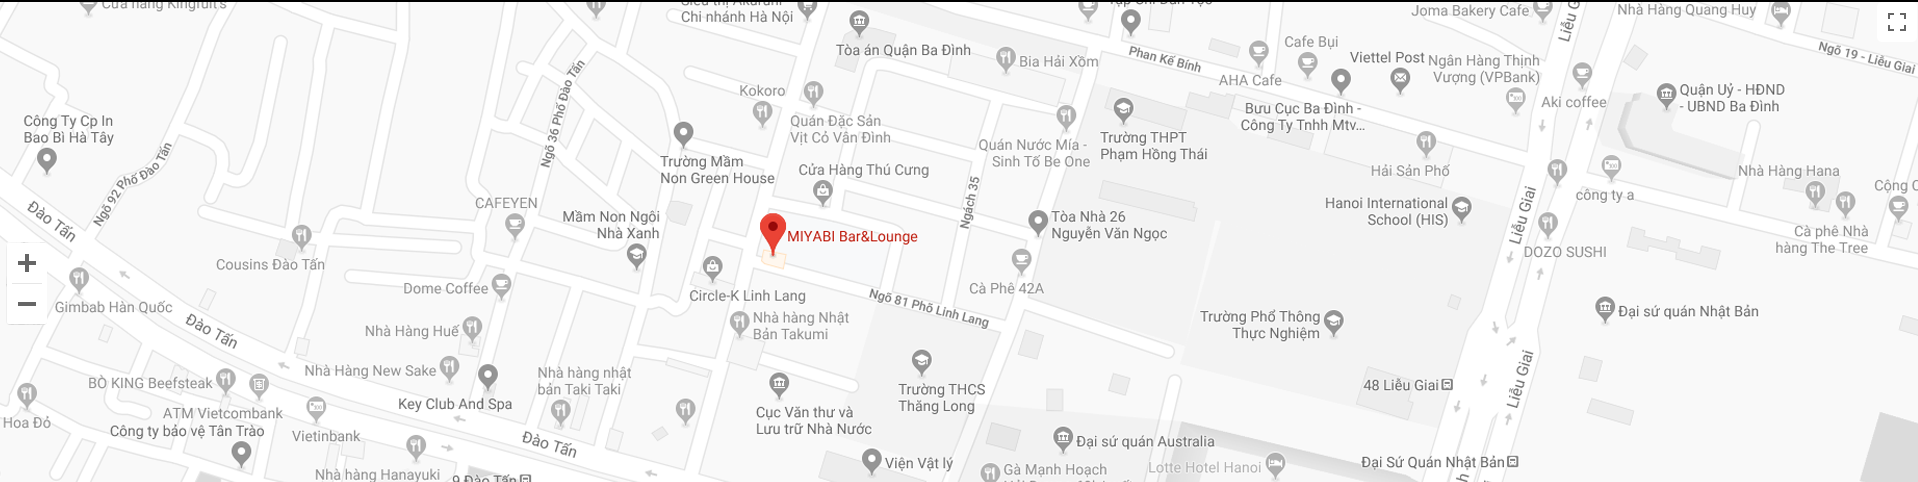 Cửa hàng Kingfruit's
Chi nhánh Hà Nội
Tòa án Quận Ba Đình
Bia Hải Xồm
Phan Kế Bính
AHA Cafe
Cafe Bụi
Viettel Post
Ngân Hàng Thịnh
Vượng (VPBank)
Joma Bakery Cafe
Liễu G
Nhà Hàng Quang Huy
Ngõ 19 - Liễu Giai
Quận Uỷ - HĐND
- UBND Ba Đình
Aki coffee
Bưu Cục Ba Đình -
Công Ty Tnhh Mtv...
Công Ty Cp In
Bao Bì Hà Tây
Ngõ 92 Phố Đào Tấn
Ngõ 36 Phố Đào Tấn
Kokoro
Quán Đặc Sản
Vịt Cỏ Vân Đình
Trường Mầm
Non Green House
Cửa Hàng Thú Cưng
Quán Nước Mía -
Sinh Tố Be One
Trường THPT
Phạm Hồng Thái
Hải Sản Phố
Nhà Hàng Hana
công ty a
Công C
Hanoi International
School (HIS)
Liễu Giai
Cà phê Nhà
hàng The Tree
DOZO SUSHI
Đào Tấn
CAFEYEN
Mầm Non Ngôi
Nhà Xanh
MIYABI Bar&Lounge
Ngách 35
Tòa Nhà 26
Nguyễn Văn Ngọc
Cousins Đào Tấn
Dome Coffee
Circle-K Linh Lang
Ngõ 81 Phố Linh Lang
Cà Phê 42A
Gimbab Hàn Quốc
Đào Tấn
Nhà Hàng Huế
Nhà hàng Nhật
Bản Takumi
Trường Phổ Thông
Thực Nghiệm
Đại sứ quán Nhật Bản
Nhà Hàng New Sake
BÒ KING Beefsteak
Key Club And Spa
Nhà hàng nhật
bản Taki Taki
Trường THCS
Thăng Long
48 Liễu Giai
Liễu Giai
Hoa Đỏ
ATM Vietcombank
Công ty bảo vệ Tân Trào
Vietinbank
Cục Văn thư và
Lưu trữ Nhà Nước
Đào Tấn
Đại sứ quán Australia
Viện Vật lý
Gà Mạnh Hoạch
Lotte Hotel Hanoi
Đại Sứ Quán Nhật Bản
Nhà hàng Hanayuki
9 Đào Tấn